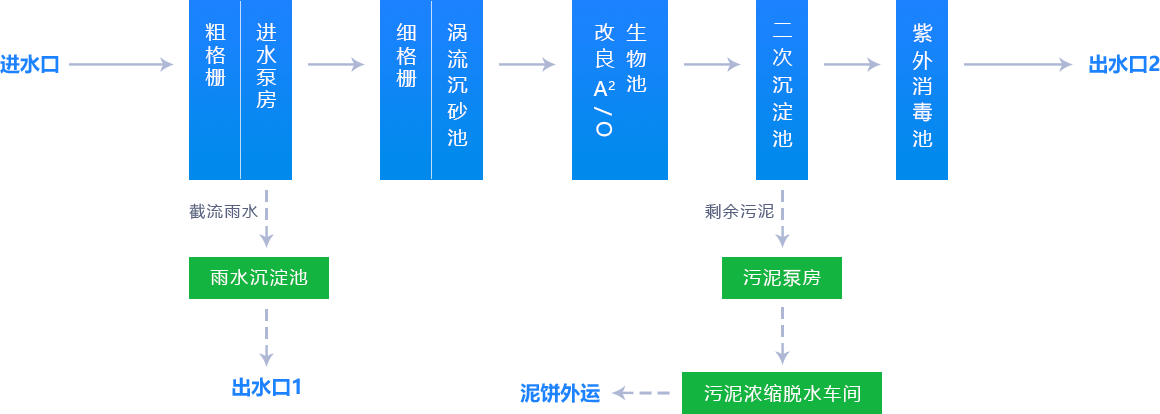 进水口
粗格栅
进水泵房
细格栅
涡流沉砂池
改良A²/O
生物池
二次沉淀池
紫外消毒池
出水口2
截流雨水
剩余污泥
雨水沉淀池
污泥泵房
出水口1
泥饼外运
污泥浓缩脱水车间